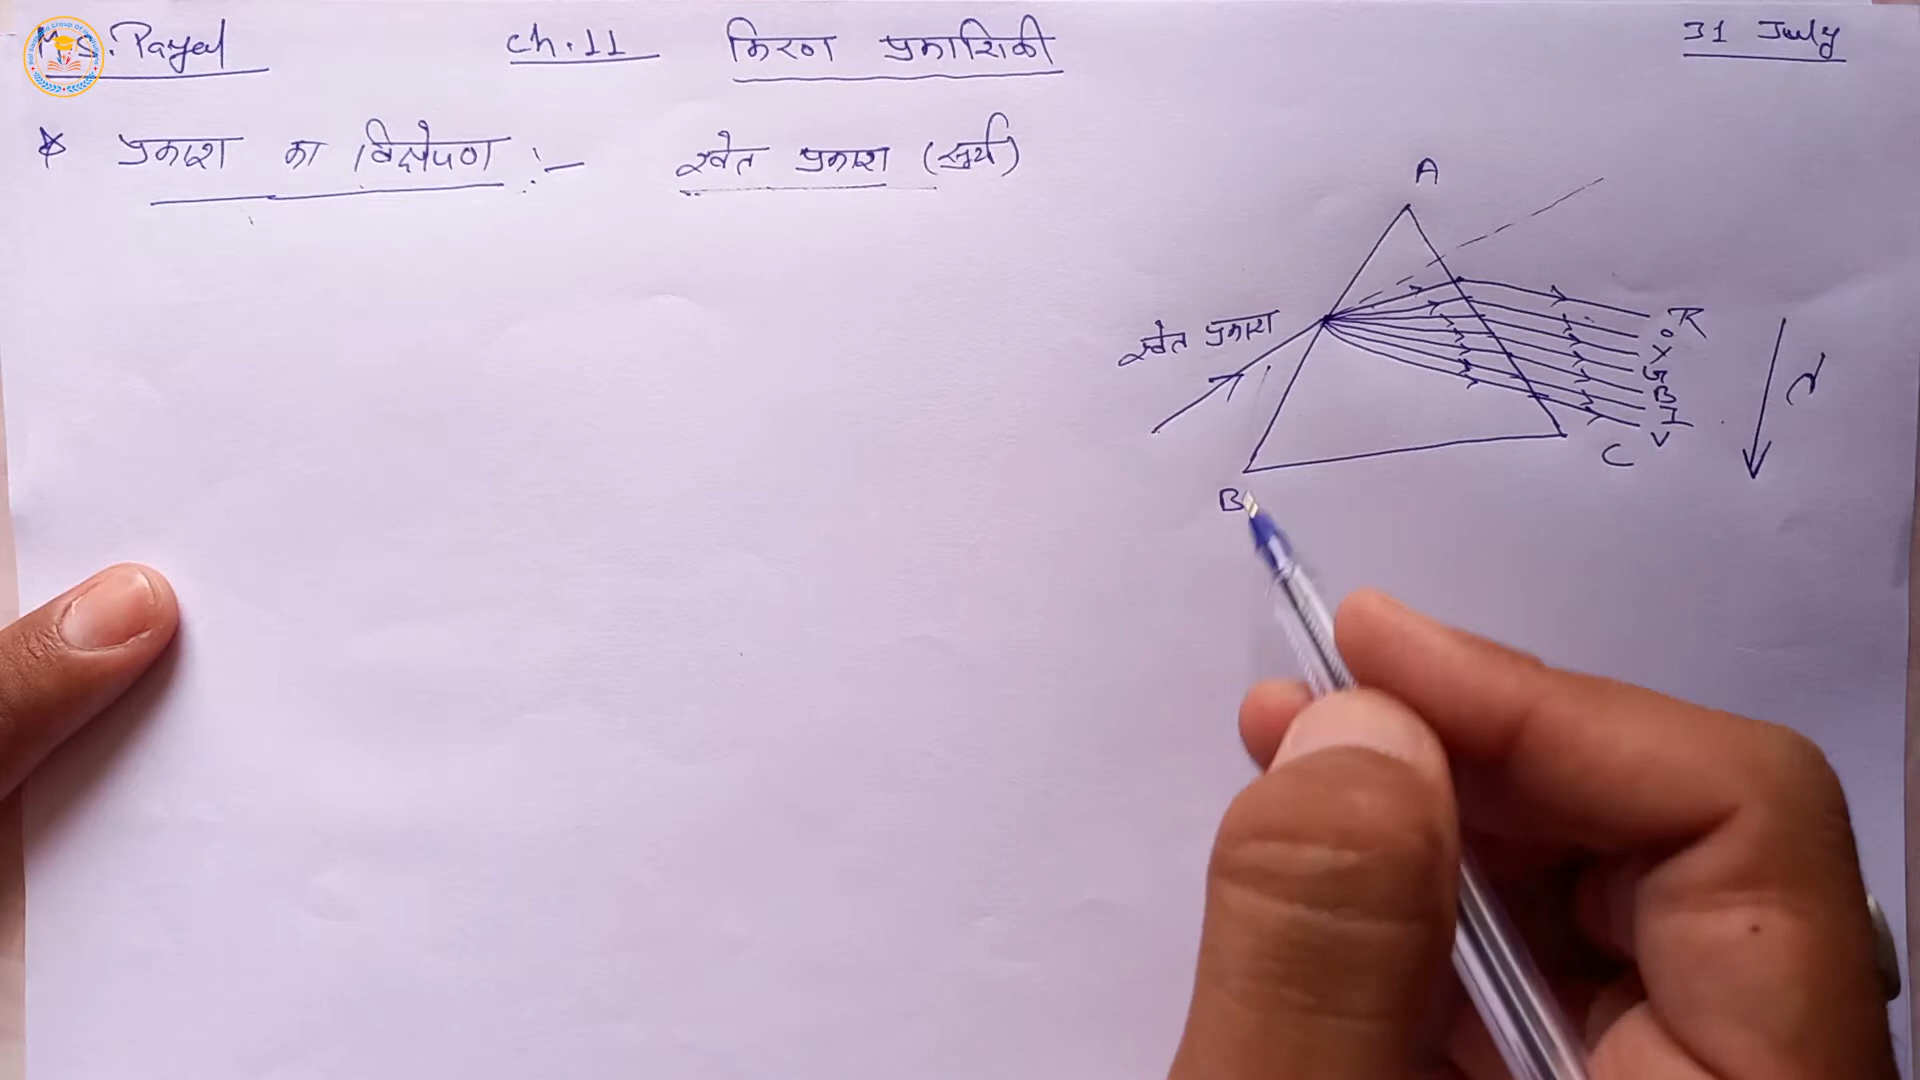 Ms. Payal ch.11 किरण प्रकाशिकी 31 July
* प्रकाश का विक्षेपण :- श्वेत प्रकाश (सूर्य)
A
श्वेत प्रकाश
R
O
Y
G
B
I
V
C
B